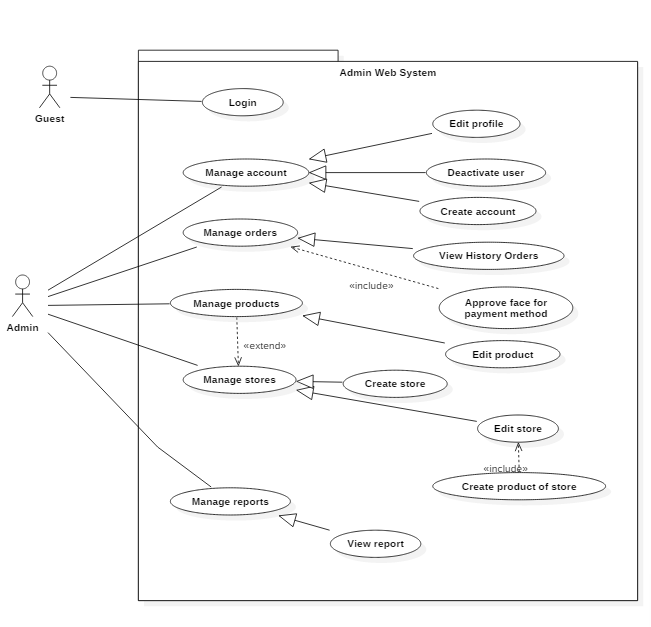 Admin Web System
Guest
Login
Edit profile
Manage account
Deactivate user
Create account
Manage orders
View History Orders
«include»
Admin
Manage products
Approve face for
payment method
«extend»
Edit product
Manage stores
Create store
Edit store
«include»
Create product of store
Manage reports
View report